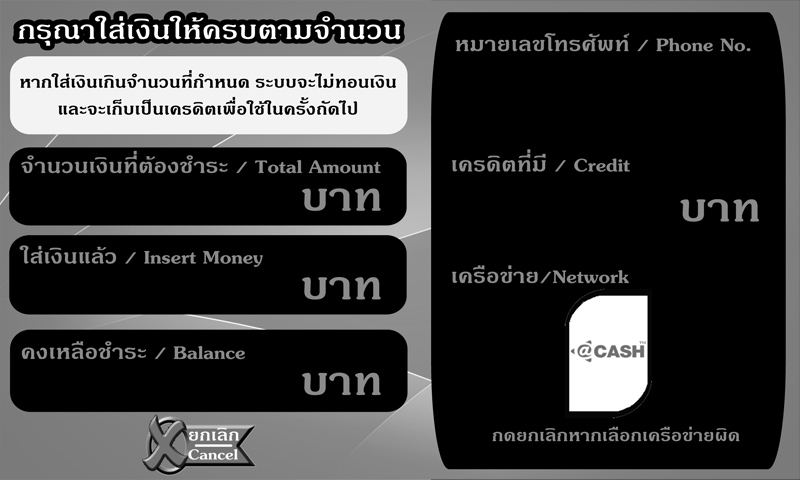 กรุณาใส่เงินให้ครบตามจำนวน
หากใส่เงินเกินจำนวนที่กำหนด ระบบจะไม่ทอนเงิน
และจะเก็บเป็นเครดิตเพื่อใช้ในครั้งถัดไป
จำนวนเงินที่ต้องชำระ / Total Amount
บาท
ใส่เงินแล้ว / Insert Money
บาท
คงเหลือชำระ / Balance
บาท
ยกเลิก
Cancel
หมายเลขโทรศัพท์ / Phone No.
เครดิตที่มี / Credit
บาท
เครือข่าย/Network
@CASH™
กดยกเลิกหากเลือกเครือข่ายผิด